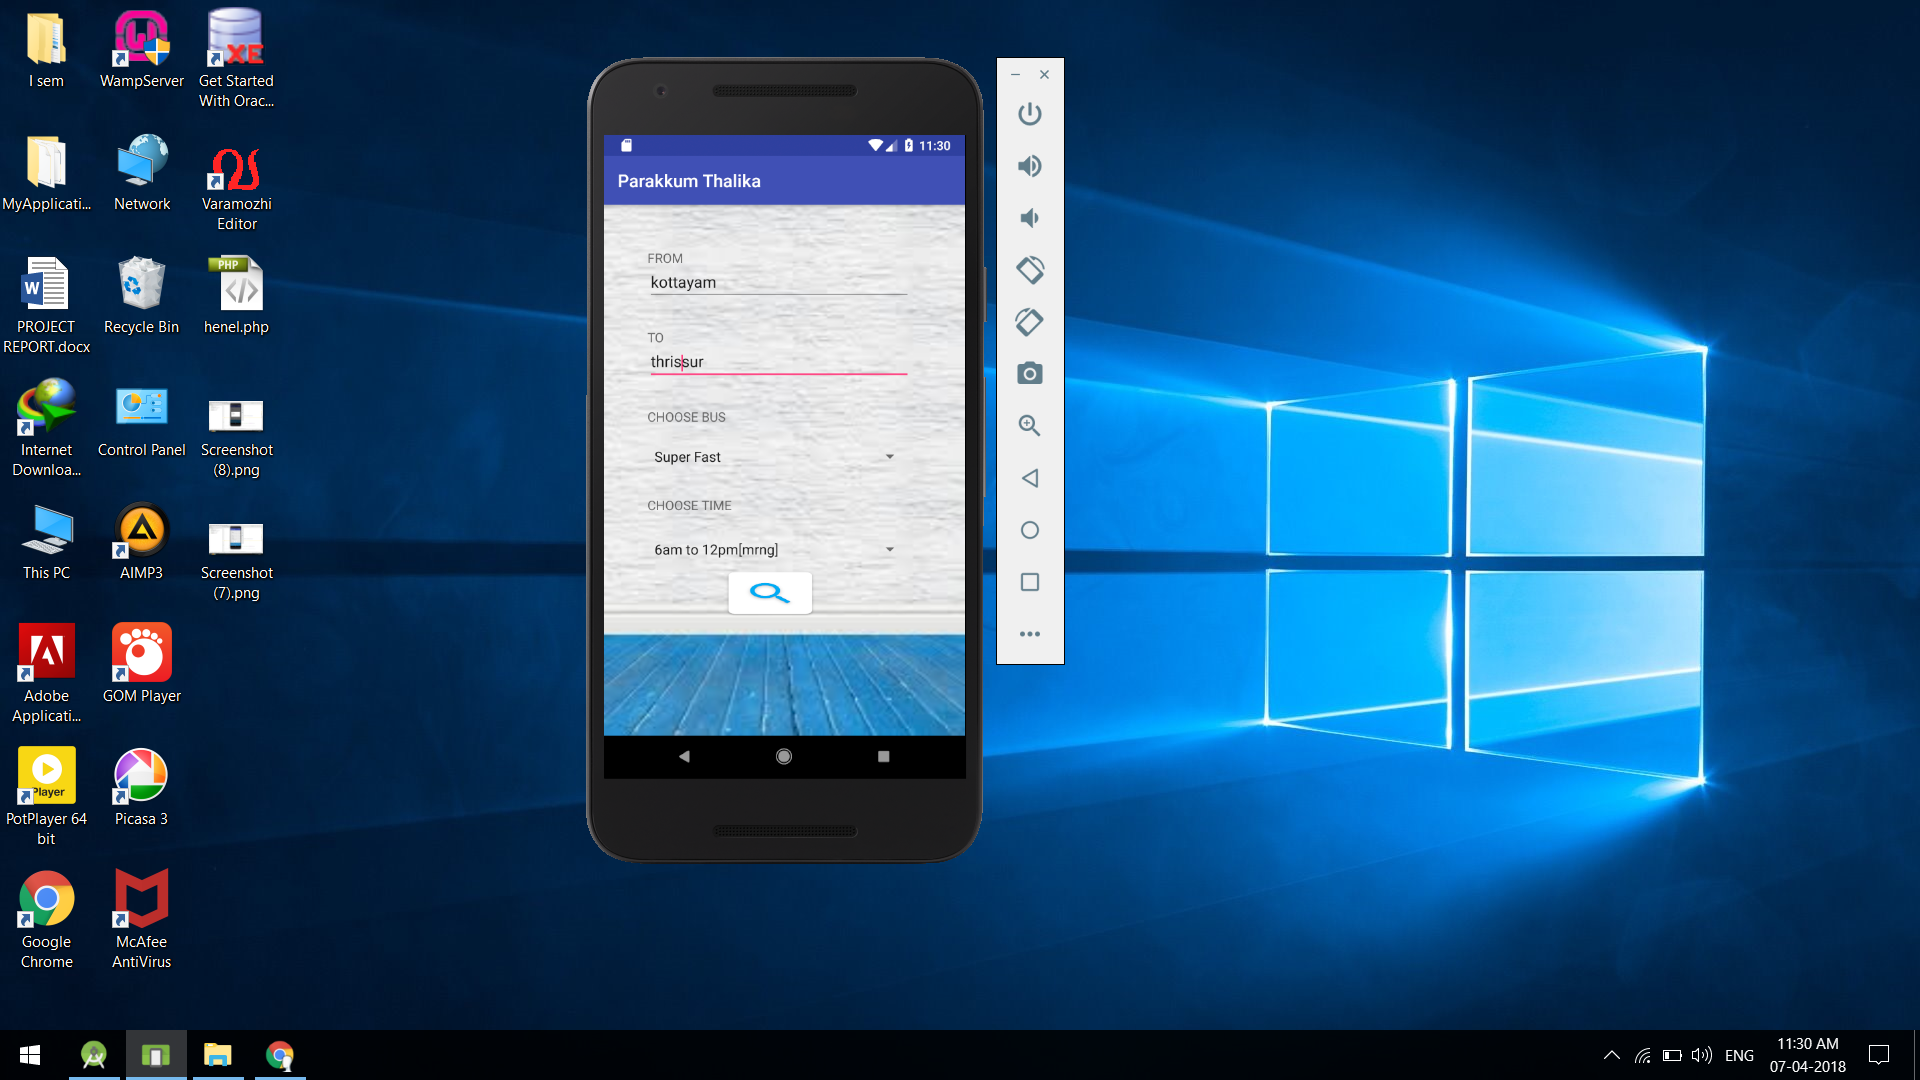 I sem
WampServer
XE
Get Started
With Orac...
MyApplicati...
Network
Varamozhi
Editor
W
PROJECT
REPORT.docx
Recycle Bin
PHP
henel.php
Internet
Downloa...
Control Panel
Screenshot
(8).png
This PC
AIMP3
Screenshot
(7).png
Adobe
Applicati...
GOM Player
Player
PotPlayer 64
bit
Picasa 3
Google
Chrome
McAfee
AntiVirus
11:30
Parakkum Thalika
FROM
kottayam
TO
thrissur
CHOOSE BUS
Super Fast
CHOOSE TIME
6am to 12pm[mrng]
ENG
11:30 AM
07-04-2018